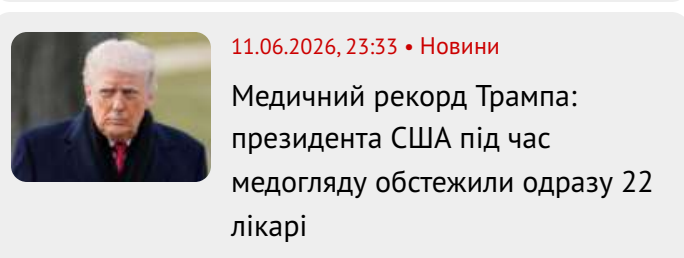 11.06.2026, 23:33 • Новини
Медичний рекорд Трампа:
президента США під час
медогляду обстежили одразу 22
лікарі